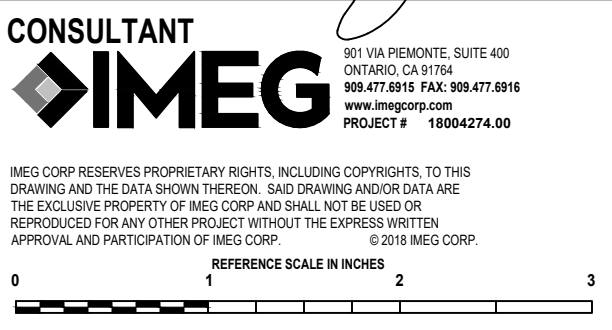 CONSULTANT
IMEG
901 VIA PIEMONTE, SUITE 400
ONTARIO, CA 91764
909.477.6915 FAX: 909.477.6916
www.imegcorp.com
PROJECT # 18004274.00
IMEG CORP RESERVES PROPRIETARY RIGHTS, INCLUDING COPYRIGHTS, TO THIS
DRAWING AND THE DATA SHOWN THEREON. SAID DRAWING AND/OR DATA ARE
THE EXCLUSIVE PROPERTY OF IMEG CORP AND SHALL NOT BE USED OR
REPRODUCED FOR ANY OTHER PROJECT WITHOUT THE EXPRESS WRITTEN
APPROVAL AND PARTICIPATION OF IMEG CORP. © 2018 IMEG CORP.
REFERENCE SCALE IN INCHES
0 1 2 3